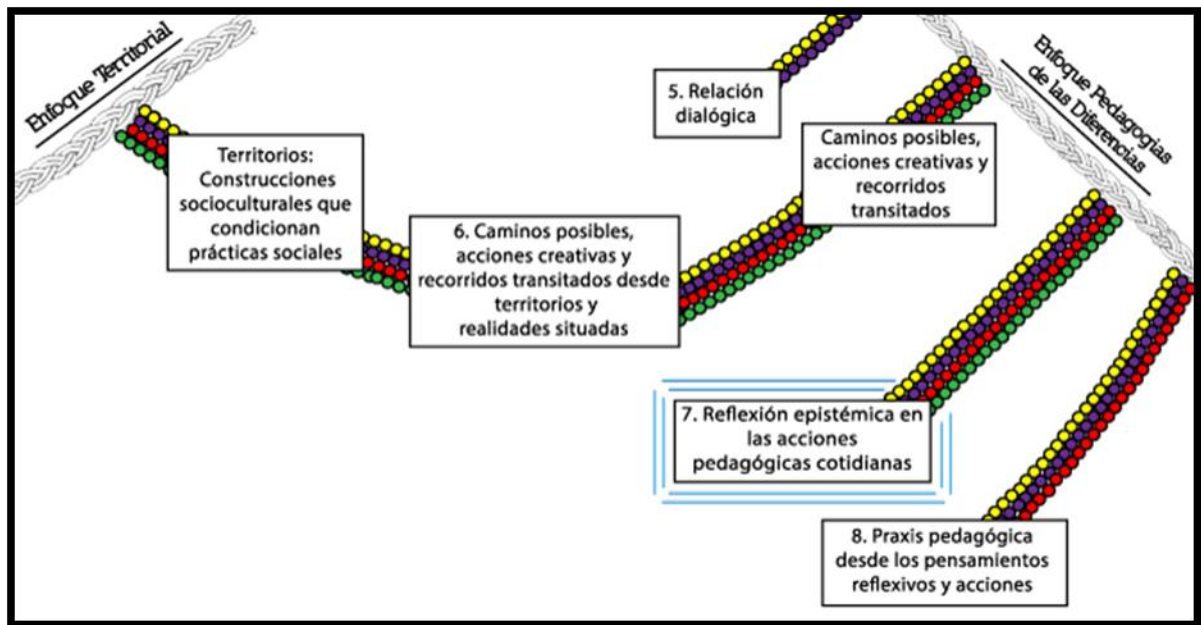 Enfoque Territorial
Territorios:
Construcciones
socioculturales que
condicionan
prácticas sociales
6. Caminos posibles,
acciones creativas y
recorridos transitados desde
territorios y
realidades situadas
5. Relación
dialógica
Caminos posibles,
acciones creativas y
recorridos
transitados
Enfoque Pedagogías
de las Diferencias
7. Reflexión epistémica en
las acciones
pedagógicas cotidianas
8. Praxis pedagógica
desde los pensamientos
reflexivos y acciones